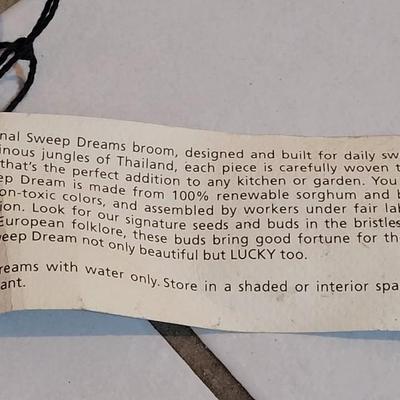 nal Sweep Dreams broom, designed and built for daily sw
inous jungles of Thailand, each piece is carefully woven t
that's the perfect addition to any kitchen or garden. You
ep Dream is made from 100% renewable sorghum and b
on-toxic colors, and assembled by workers under fair lab
ion. Look for our signature seeds and buds in the bristles
European folklore, these buds bring good fortune for th
weep Dream not only beautiful but LUCKY too.
reams with water only. Store in a shaded or interior spa
ant.